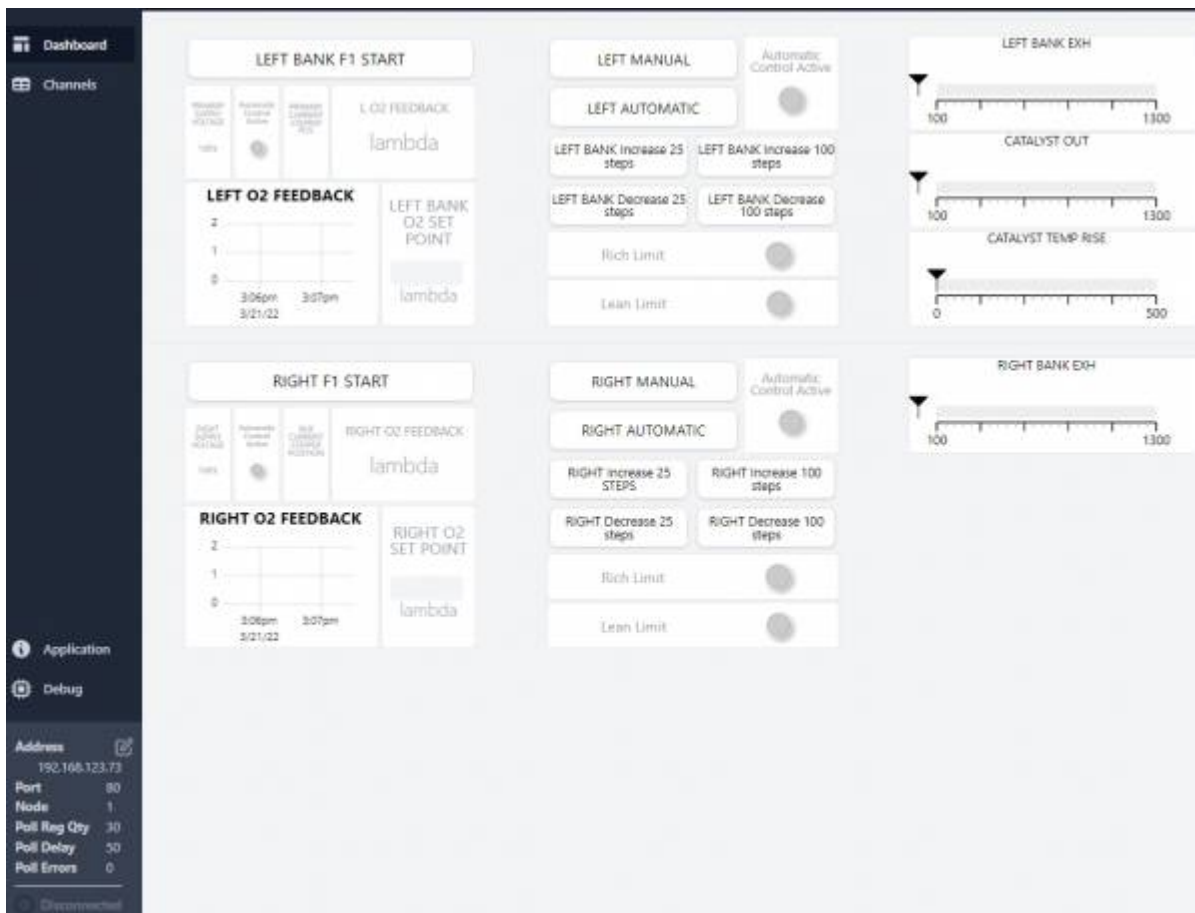 Dashboard
Channels
LEFT BANK F1 START
L O2 FEEDBACK
lambda
LEFT O2 FEEDBACK
2
1
0
3:06pm 3:07pm
3/21/22
LEFT BANK
O2 SET
POINT
lambda
LEFT MANUAL
LEFT AUTOMATIC
Automatic
Control Active
LEFT BANK Increase 25
steps
LEFT BANK Increase 100
steps
LEFT BANK Decrease 25
steps
LEFT BANK Decrease
100 steps
Rich Limit
Lean Limit
LEFT BANK EXH
100 1300
CATALYST OUT
100 1300
CATALYST TEMP RISE
0 500
RIGHT F1 START
Automatic
Control
Active
RIGHT O2 FEEDBACK
lambda
RIGHT O2 FEEDBACK
2
1
0
3:06pm 3:07pm
3/21/22
RIGHT O2
SET POINT
lambda
RIGHT MANUAL
RIGHT AUTOMATIC
Automatic
Control Active
RIGHT Increase 25
STEPS
RIGHT Increase 100
steps
RIGHT Decrease 25
steps
RIGHT Decrease 100
steps
Rich Limit
Lean Limit
RIGHT BANK EXH
100 1300
Application
Debug
Address
192.168.123.73
Port 80
Node 1
Poll Reg Qty 30
Poll Delay 50
Poll Errors 0
Disconnected